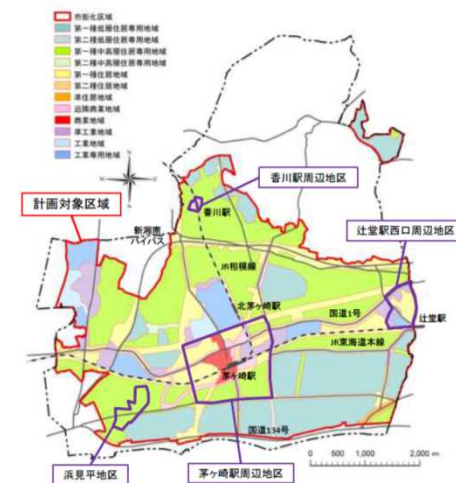 市街化区域
第一種低層住居専用地域
第二種低層住居専用地域
第一種中高層住居専用地域
第二種中高層住居専用地域
第一種住居地域
第二種住居地域
準住居地域
近隣商業地域
商業地域
準工業地域
工業地域
工業専用地域
香川駅周辺地区
計画対象区域
香川駅
辻堂駅西口周辺地区
新湘南
バイパス
JR相模線
北茅ヶ崎駅
国道1号
辻堂駅
JR東海道本線
茅ヶ崎駅
国道134号
浜見平地区
茅ヶ崎駅周辺地区
0 500 1,000 2,000 m